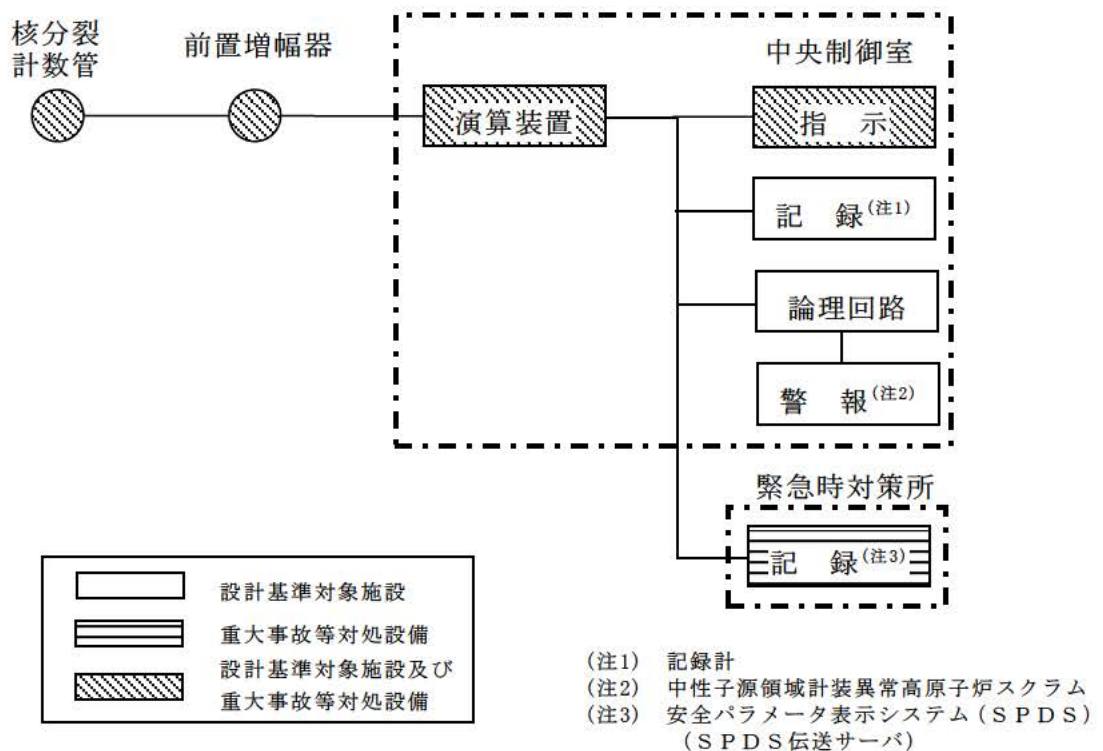 核分裂
計数管
前置増幅器
中央制御室
演算装置
指 示
記 録(注1)
論理回路
警 報(注2)
緊急時対策所
記 録(注3)
設計基準対象施設
重大事故等対処設備
設計基準対象施設及び
重大事故等対処設備
(注1) 記録計
(注2) 中性子源領域計装異常高原子炉スクラム
(注3) 安全パラメータ表示システム(SPDS)
(SPDS伝送サーバ)